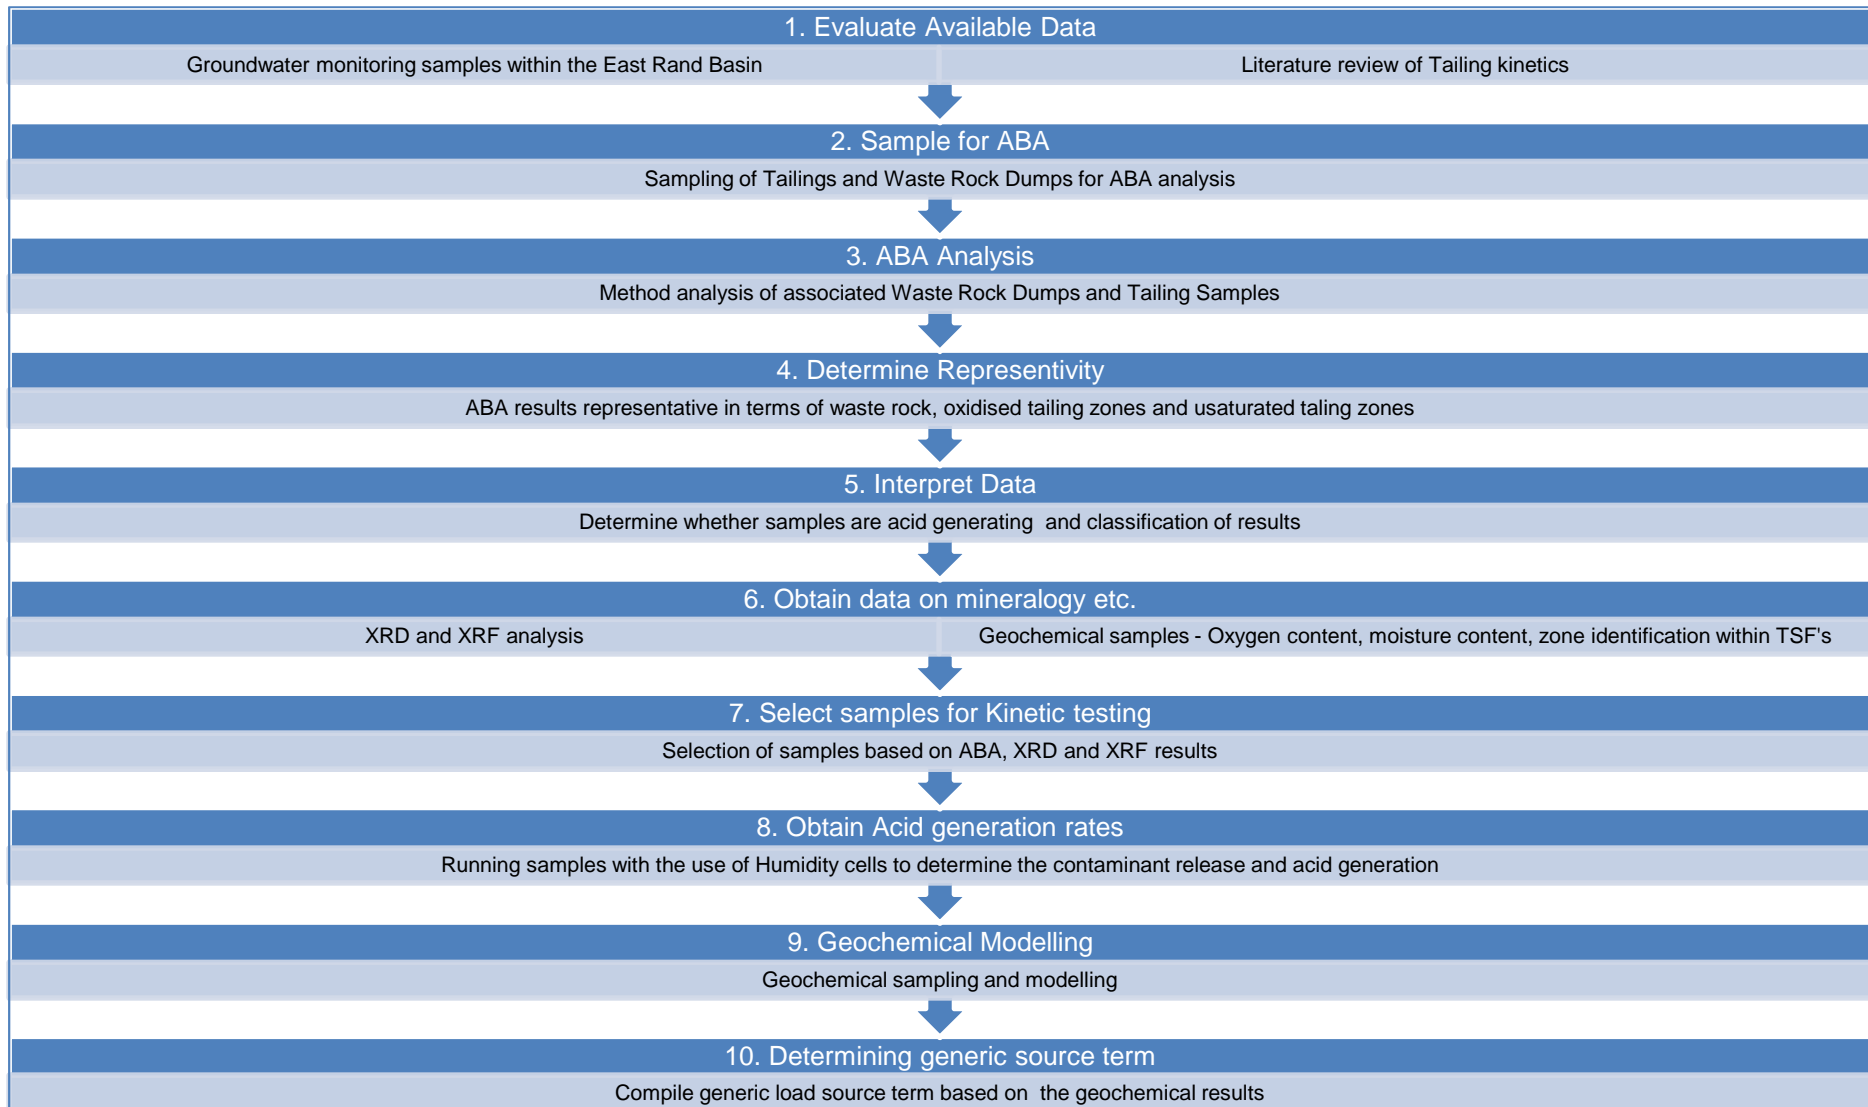 1. Evaluate Available Data
Groundwater monitoring samples within the East Rand Basin
Literature review of Tailing kinetics
2. Sample for ABA
Sampling of Tailings and Waste Rock Dumps for ABA analysis
3. ABA Analysis
Method analysis of associated Waste Rock Dumps and Tailing Samples
4. Determine Representivity
ABA results representative in terms of waste rock, oxidised tailing zones and usaturated taling zones
5. Interpret Data
Determine whether samples are acid generating and classification of results
6. Obtain data on mineralogy etc.
XRD and XRF analysis
Geochemical samples - Oxygen content, moisture content, zone identification within TSF's
7. Select samples for Kinetic testing
Selection of samples based on ABA, XRD and XRF results
8. Obtain Acid generation rates
Running samples with the use of Humidity cells to determine the contaminant release and acid generation
9. Geochemical Modelling
Geochemical sampling and modelling
10. Determining generic source term
Compile generic load source term based on the geochemical results